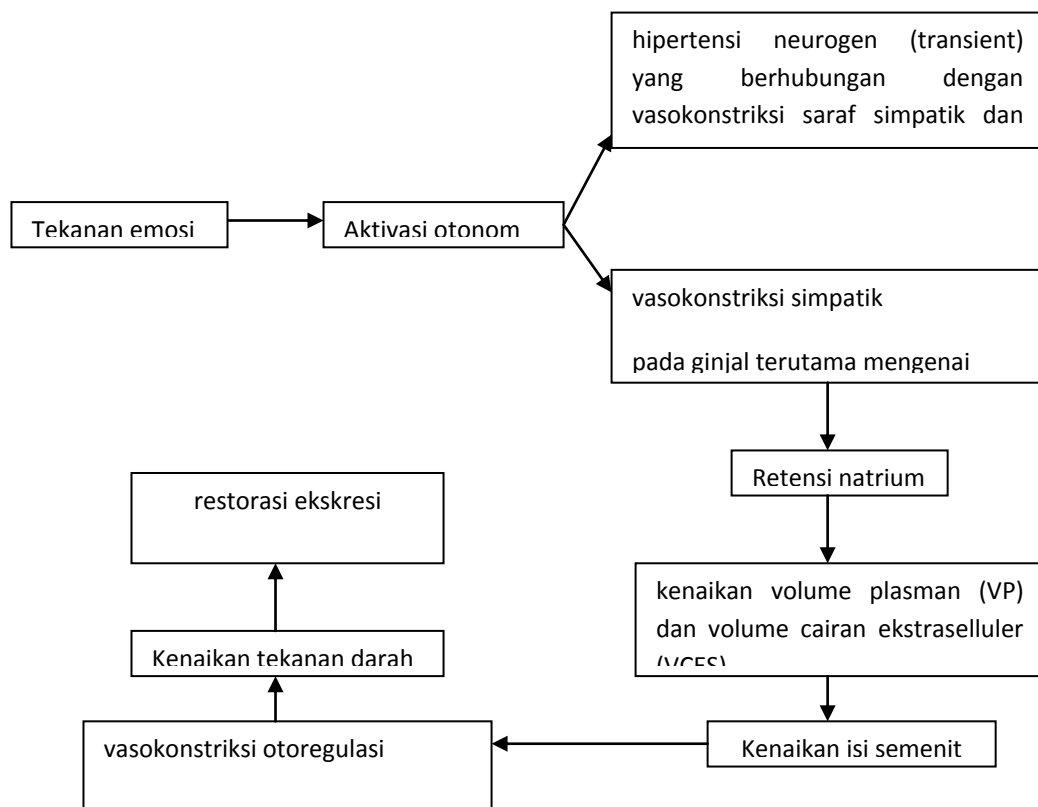 hipertensi neurogen (transient)
yang berhubungan dengan
vasokonstriksi saraf simpatik dan
Tekanan emosi
Aktivasi otonom
vasokonstriksi simpatik
pada ginjal terutama mengenai
Retensi natrium
restorasi ekskresi
kenaikan volume plasman (VP)
dan volume cairan ekstraselluler
(VCES)
Kenaikan tekanan darah
vasokonstriksi otoregulasi
Kenaikan isi semenit